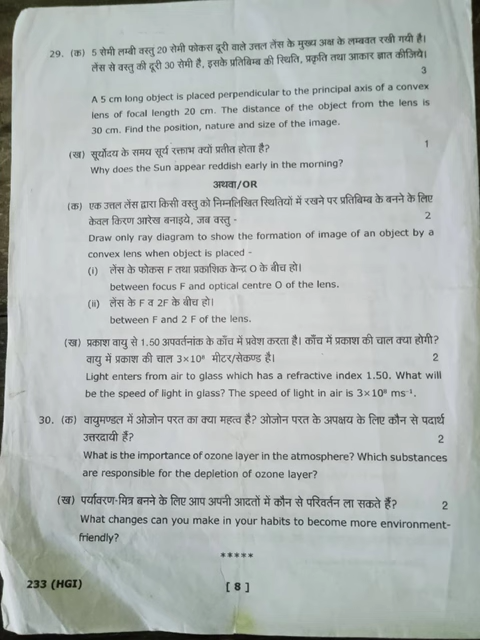 29. (क) 5 सेमी लम्बी वस्तु 20 सेमी फोकस दूरी वाले उत्तल लेंस के मुख्य अक्ष के लम्बवत रखी गयी है।
लेंस से वस्तु की दूरी 30 सेमी है, इसके प्रतिबिम्ब की स्थिति, प्रकृति तथा आकार ज्ञात कीजिये।
3
A 5 cm long object is placed perpendicular to the principal axis of a convex
lens of focal length 20 cm. The distance of the object from the lens is
30 cm. Find the position, nature and size of the image.
(ख) सूर्योदय के समय सूर्य रक्ताभ क्यों प्रतीत होता है? 1
Why does the Sun appear reddish early in the morning?
अथवा/OR
(क) एक उत्तल लेंस द्वारा किसी वस्तु को निम्नलिखित स्थितियों में रखने पर प्रतिबिम्ब के बनने के लिए
केवल किरण आरेख बनाइये, जब वस्तु - 2
Draw only ray diagram to show the formation of image of an object by a
convex lens when object is placed -
(i) लेंस के फोकस F तथा प्रकाशिक केन्द्र O के बीच हो।
between focus F and optical centre O of the lens.
(ii) लेंस के F व 2F के बीच हो।
between F and 2 F of the lens.
(ख) प्रकाश वायु से 1.50 अपवर्तनांक के काँच में प्रवेश करता है। काँच में प्रकाश की चाल क्या होगी?
वायु में प्रकाश की चाल 3×10⁸ मीटर/सेकण्ड है। 2
Light enters from air to glass which has a refractive index 1.50. What will
be the speed of light in glass? The speed of light in air is 3×10⁸ ms⁻¹.
30. (क) वायुमण्डल में ओजोन परत का क्या महत्व है? ओजोन परत के अपक्षय के लिए कौन से पदार्थ
उत्तरदायी हैं? 2
What is the importance of ozone layer in the atmosphere? Which substances
are responsible for the depletion of ozone layer?
(ख) पर्यावरण-मित्र बनने के लिए आप अपनी आदतों में कौन से परिवर्तन ला सकते हैं? 2
What changes can you make in your habits to become more environment-
friendly?
*****
233 (HGI) [ 8 ]